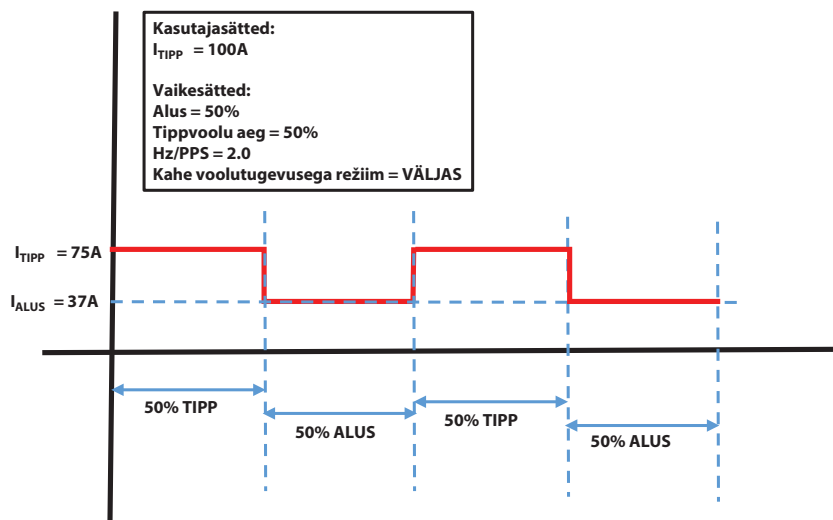 Kasutajasätted:
ITIPP = 100A
Vaikesätted:
Alus = 50%
Tippvoolu aeg = 50%
Hz/PPS = 2.0
Kahe voolutugevusega režiim = VÄLJAS
ITIPP = 75A
IALUS = 37A
50% TIPP
50% ALUS
50% TIPP
50% ALUS